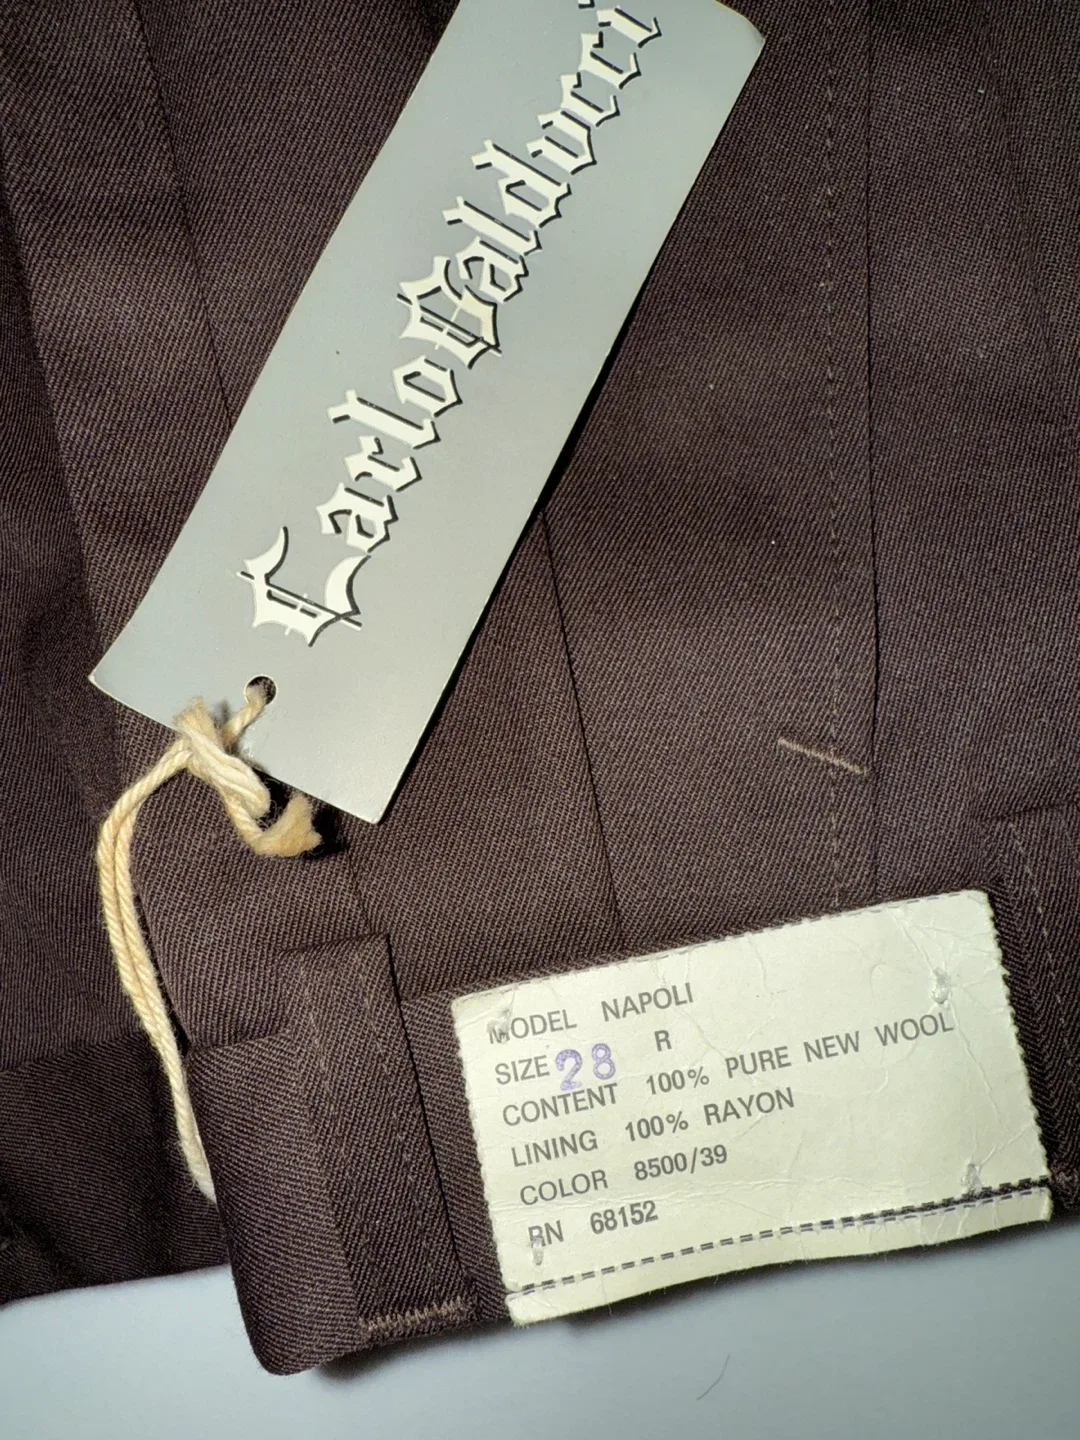 Carlo Balducci
MODEL NAPOLI
SIZE 28 R
CONTENT 100% PURE NEW WOOL
LINING 100% RAYON
COLOR 8500/39
RN 68152